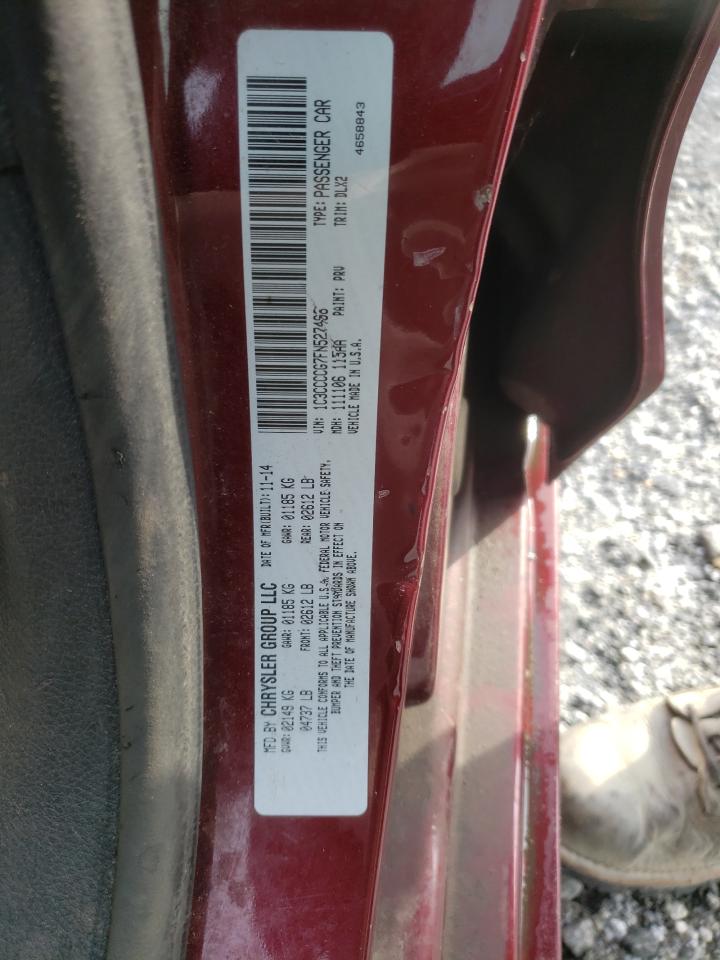 MFD BY CHRYSLER GROUP LLC DATE OF MFR(BUILT): 11-14
GVWR: 02149 KG GAWR: 01185 KG GAWR: 01185 KG
04737 LB FRONT: 02612 LB REAR: 02612 LB
THIS VEHICLE CONFORMS TO ALL APPLICABLE U.S.A. FEDERAL MOTOR VEHICLE SAFETY,
BUMPER AND THEFT PREVENTION STANDARDS IN EFFECT ON
THE DATE OF MANUFACTURE SHOWN ABOVE.
VIN: 1C3CCCCG7FN527466 TYPE: PASSENGER CAR
MDH: 111106 115AA PAINT: PRV TRIM: DLX2
VEHICLE MADE IN U.S.A.
4658843